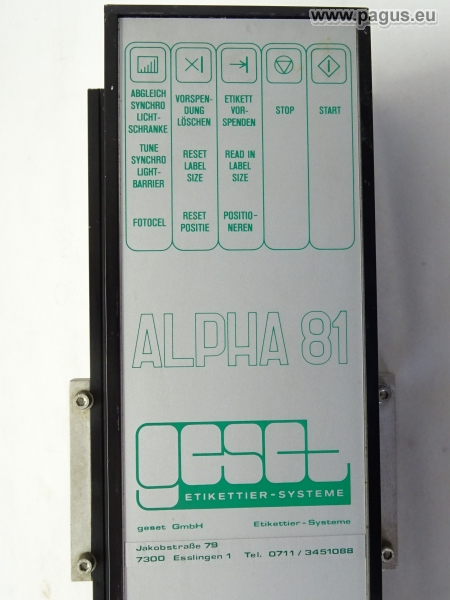 www.pagus.eu
ABGLEICH
SYNCHRO
LICHT-
SCHRANKE
TUNE
SYNCHRO
LIGHT-
BARRIER
FOTOCEL
VORSPEN-
DUNG
LÖSCHEN
RESET
LABEL
SIZE
RESET
POSITIE
ETIKETT
VOR-
SPENDEN
READ IN
LABEL
SIZE
POSITIO-
NEREN
STOP
START
ALPHA 81
geset
ETIKETTIER-SYSTEME
geset GmbH Etikettier-Systeme
Jakobstraße 79
7300 Esslingen 1 Tel. 0711/3451088